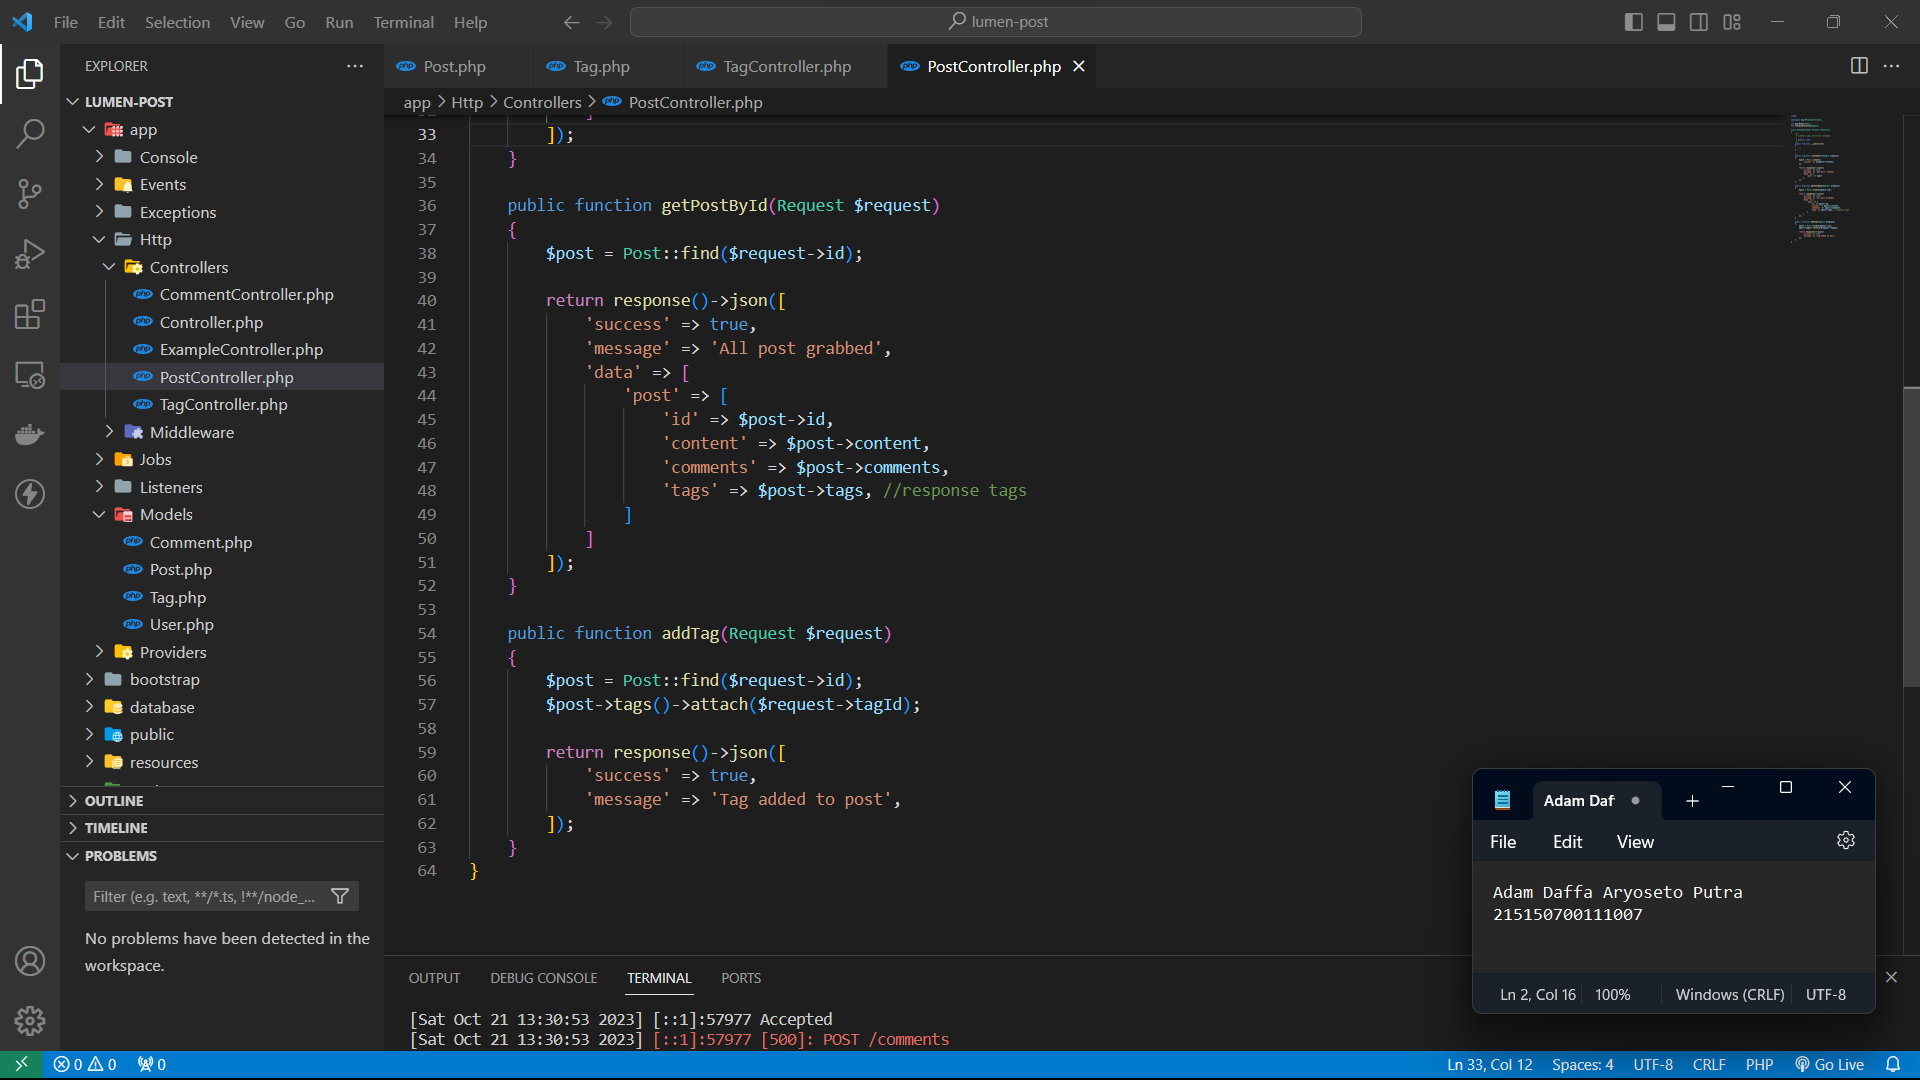 File Edit Selection View Go Run Terminal Help
lumen-post
EXPLORER
LUMEN-POST
app
Console
Events
Exceptions
Http
Controllers
CommentController.php
Controller.php
ExampleController.php
PostController.php
TagController.php
Middleware
Jobs
Listeners
Models
Comment.php
Post.php
Tag.php
User.php
Providers
bootstrap
database
public
resources
OUTLINE
TIMELINE
PROBLEMS
Filter (e.g. text, **/*.ts, !**/node_...
No problems have been detected in the
workspace.
Post.php Tag.php TagController.php PostController.php
app > Http > Controllers > PostController.php
33 ]);
34 }
35
36 public function getPostById(Request $request)
37 {
38 $post = Post::find($request->id);
39
40 return response()->json([
41 'success' => true,
42 'message' => 'All post grabbed',
43 'data' => [
44 'post' => [
45 'id' => $post->id,
46 'content' => $post->content,
47 'comments' => $post->comments,
48 'tags' => $post->tags, //response tags
49 ]
50 ]
51 ]);
52 }
53
54 public function addTag(Request $request)
55 {
56 $post = Post::find($request->id);
57 $post->tags()->attach($request->tagId);
58
59 return response()->json([
60 'success' => true,
61 'message' => 'Tag added to post',
62 ]);
63 }
64 }
OUTPUT DEBUG CONSOLE TERMINAL PORTS
[Sat Oct 21 13:30:53 2023] [::1]:57977 Accepted
[Sat Oct 21 13:30:53 2023] [::1]:57977 [500]: POST /comments
Adam Daf
File Edit View
Adam Daffa Aryoseto Putra
215150700111007
Ln 2, Col 16 100% Windows (CRLF) UTF-8
0 0 0 Ln 33, Col 12 Spaces: 4 UTF-8 CRLF PHP Go Live